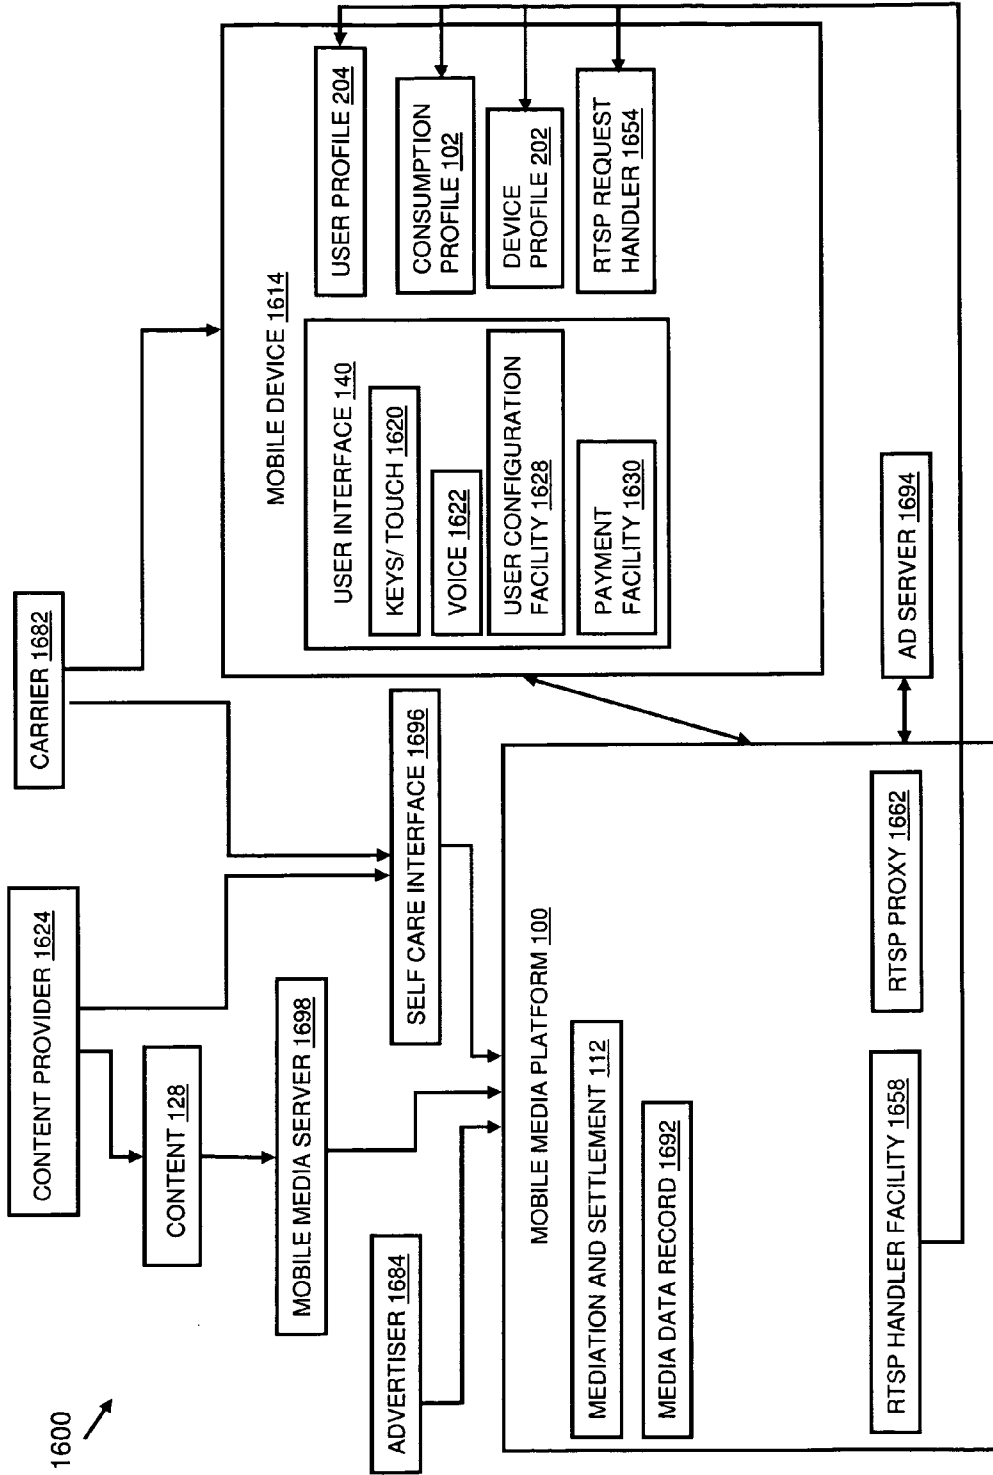 1600
CONTENT PROVIDER 1624
CARRIER 1682
CONTENT 128
MOBILE MEDIA SERVER 1698
SELF CARE INTERFACE 1696
ADVERTISER 1684
MOBILE DEVICE 1614
USER INTERFACE 140
KEYS/ TOUCH 1620
VOICE 1622
USER CONFIGURATION
FACILITY 1628
PAYMENT
FACILITY 1630
USER PROFILE 204
CONSUMPTION
PROFILE 102
DEVICE
PROFILE 202
RTSP REQUEST
HANDLER 1654
MOBILE MEDIA PLATFORM 100
MEDIATION AND SETTLEMENT 112
MEDIA DATA RECORD 1692
RTSP HANDLER FACILITY 1658
RTSP PROXY 1662
AD SERVER 1694